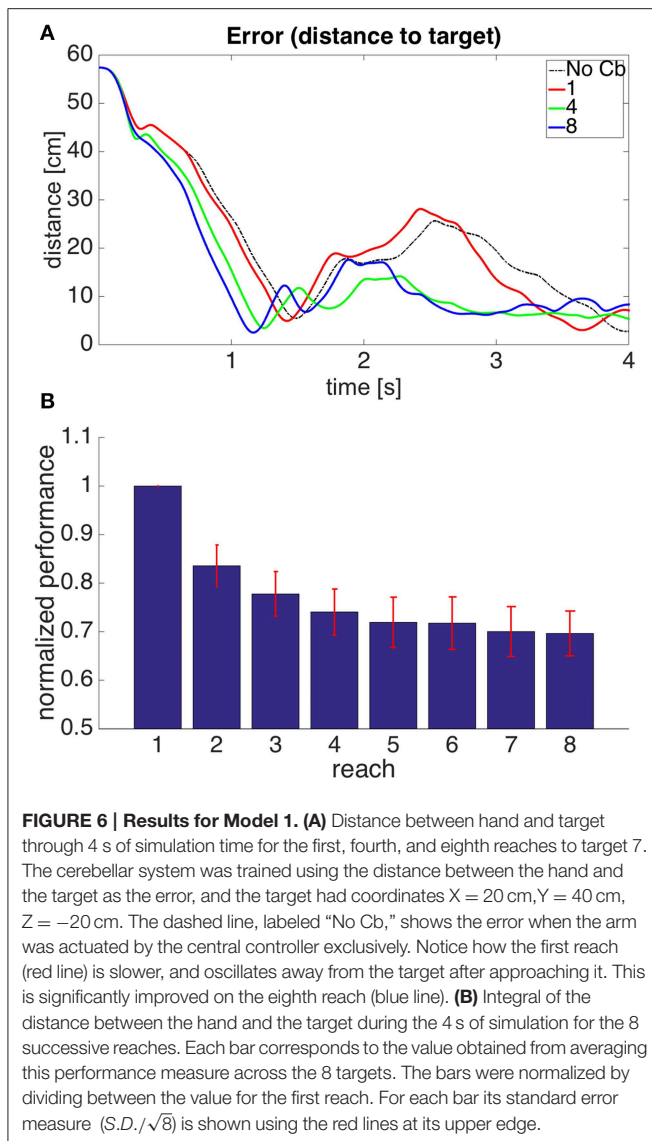 A
Error (distance to target)
60
50
40
30
20
10
0
distance [cm]
No Cb
1
4
8
1
2
3
4
time [s]
B
1.1
1
0.9
0.8
0.7
0.6
0.5
normalized performance
1 2 3 4 5 6 7 8
reach
FIGURE 6 | Results for Model 1. (A) Distance between hand and target
through 4 s of simulation time for the first, fourth, and eighth reaches to target 7.
The cerebellar system was trained using the distance between the hand and
the target as the error, and the target had coordinates X = 20 cm,Y = 40 cm,
Z = −20 cm. The dashed line, labeled “No Cb,” shows the error when the arm
was actuated by the central controller exclusively. Notice how the first reach
(red line) is slower, and oscillates away from the target after approaching it. This
is significantly improved on the eighth reach (blue line). (B) Integral of the
distance between the hand and the target during the 4 s of simulation for the 8
successive reaches. Each bar corresponds to the value obtained from averaging
this performance measure across the 8 targets. The bars were normalized by
dividing between the value for the first reach. For each bar its standard error
measure (S.D./√8) is shown using the red lines at its upper edge.